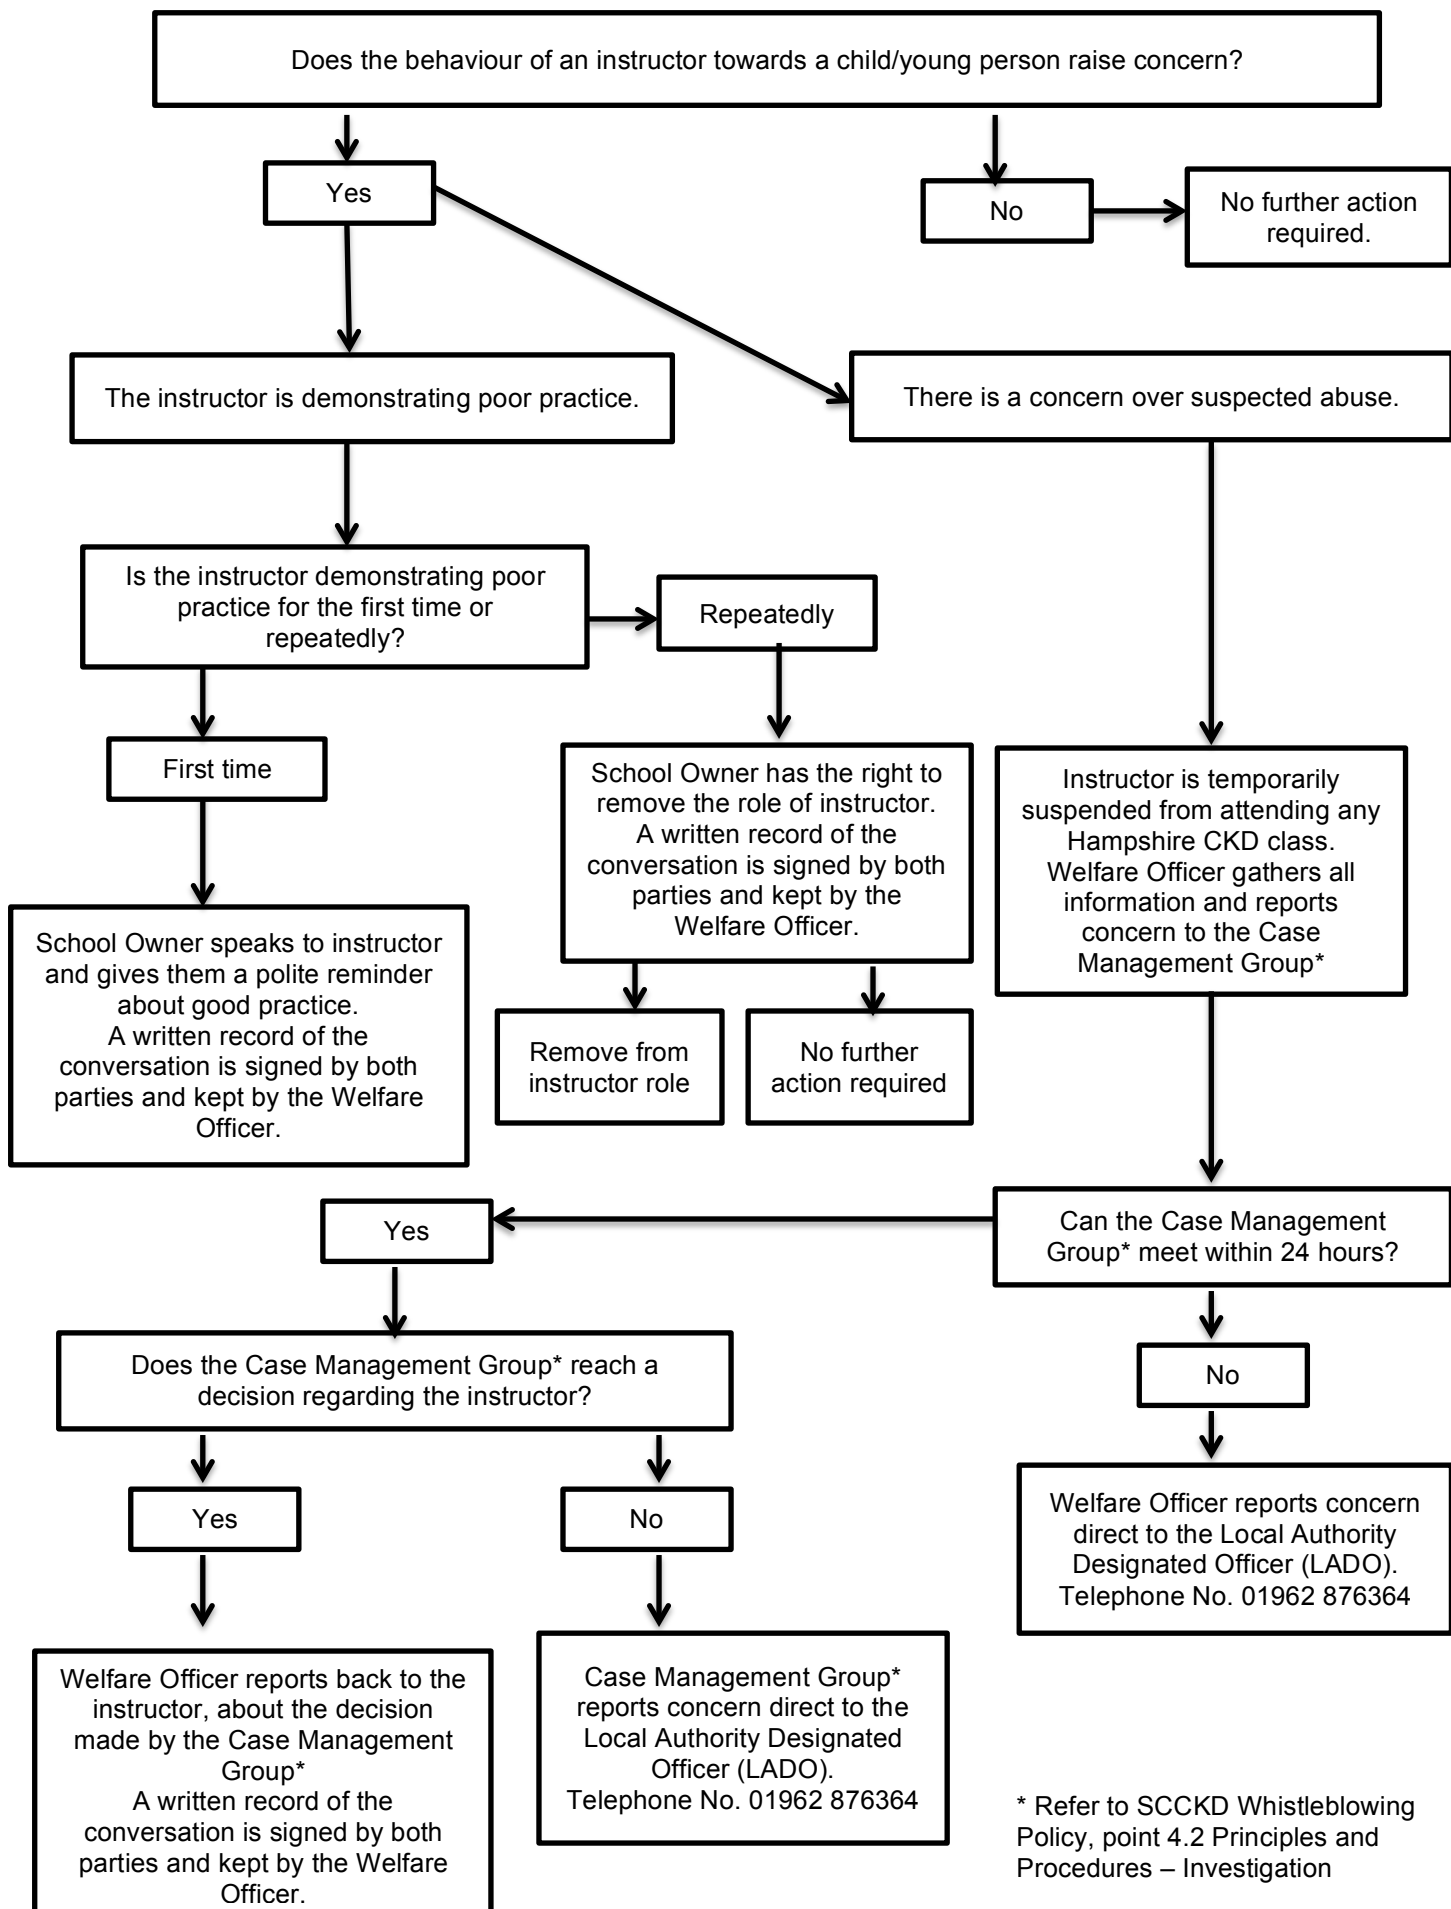 Does the behaviour of an instructor towards a child/young person raise concern?
Yes
No
No further action
required.
The instructor is demonstrating poor practice.
There is a concern over suspected abuse.
Is the instructor demonstrating poor
practice for the first time or
repeatedly?
Repeatedly
First time
School Owner has the right to
remove the role of instructor.
A written record of the
conversation is signed by both
parties and kept by the
Welfare Officer.
Instructor is temporarily
suspended from attending any
Hampshire CKD class.
Welfare Officer gathers all
information and reports
concern to the Case
Management Group*
School Owner speaks to instructor
and gives them a polite reminder
about good practice.
A written record of the
conversation is signed by both
parties and kept by the Welfare
Officer.
Remove from
instructor role
No further
action required
Yes
Can the Case Management
Group* meet within 24 hours?
Does the Case Management Group* reach a
decision regarding the instructor?
No
Yes
No
Welfare Officer reports concern
direct to the Local Authority
Designated Officer (LADO).
Telephone No. 01962 876364
Welfare Officer reports back to the
instructor, about the decision
made by the Case Management
Group*
A written record of the
conversation is signed by both
parties and kept by the Welfare
Officer.
Case Management Group*
reports concern direct to the
Local Authority Designated
Officer (LADO).
Telephone No. 01962 876364
* Refer to SCCKD Whistleblowing
Policy, point 4.2 Principles and
Procedures – Investigation